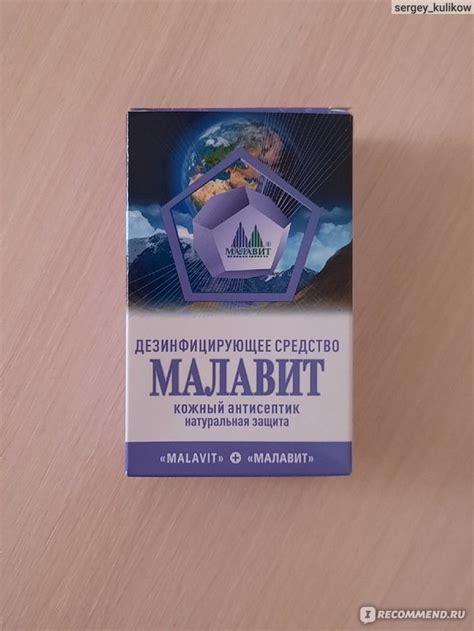 sergey_kulikow
МАЛАВИТ®
ДЕЗИНФИЦИРУЮЩЕЕ СРЕДСТВО
МАЛАВИТ
КОЖНЫЙ АНТИСЕПТИК
НАТУРАЛЬНАЯ ЗАЩИТА
«MALAVIT» + «МАЛАВИТ»
I RECOMMEND.RU